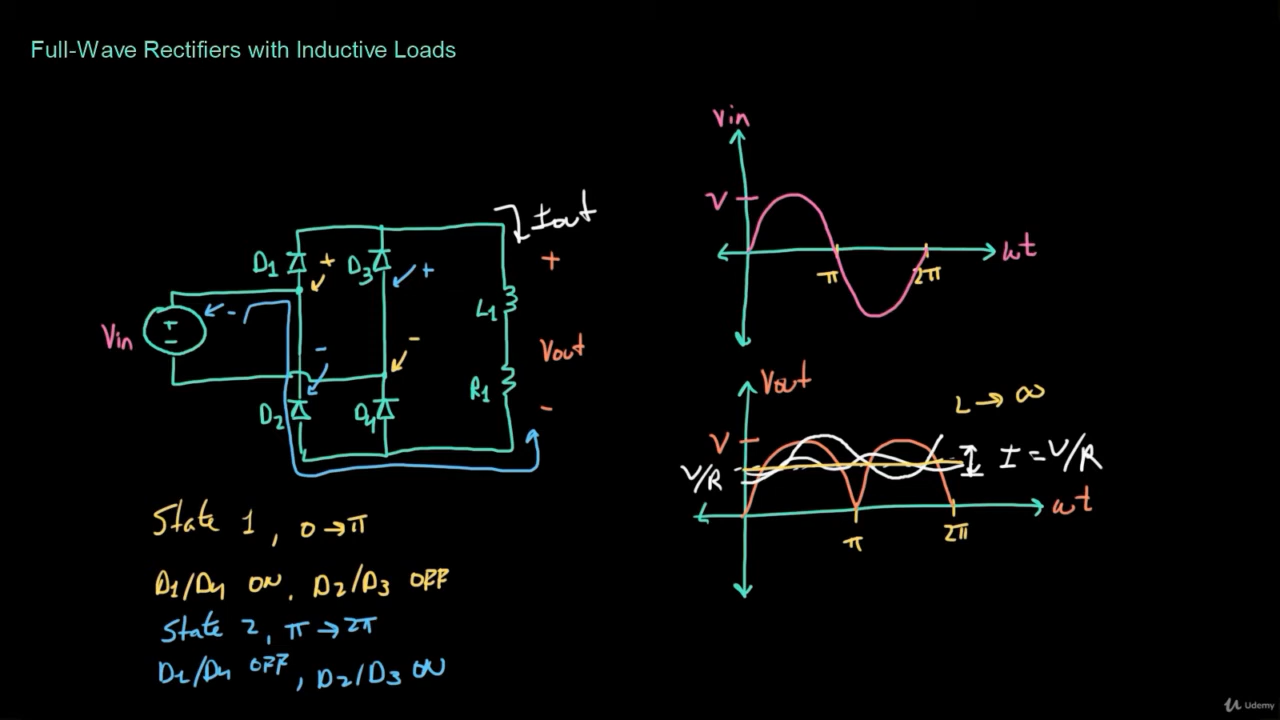 Full-Wave Rectifiers with Inductive Loads
Vin
V
π
2π
ωt
Iout
D1
+
D3
+
+
L1
Vin
+
-
-
-
-
Vout
R1
-
D2
D4
Vout
L → ∞
V
V/R
I = V/R
π
2π
ωt
State 1, 0 → π
D1/D4 ON, D2/D3 OFF
State 2, π → 2π
D1/D4 OFF, D2/D3 ON
Udemy